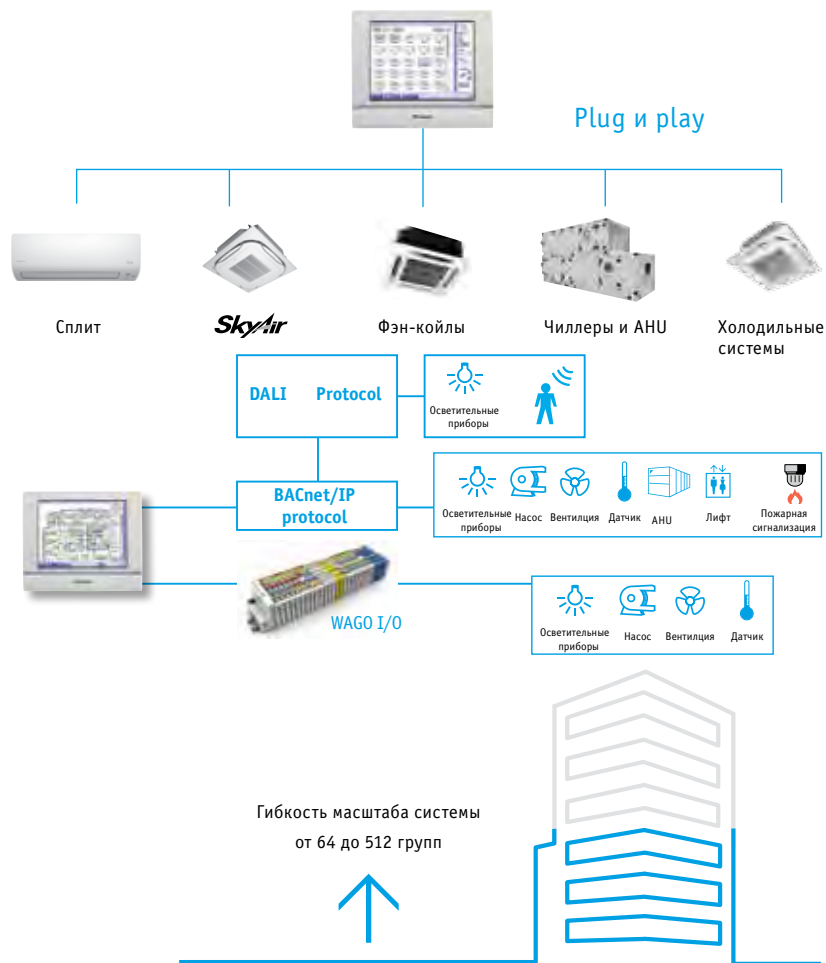 Plug и play
Сплит
SkyAir
Фэн-койлы
Чиллеры и AHU
Холодильные
системы
DALI Protocol
Осветительные
приборы
BACnet/IP
protocol
Осветительные
приборы
Насос
Вентилция
Датчик
AHU
Лифт
Пожарная
сигнализация
WAGO I/O
Осветительные
приборы
Насос
Вентилция
Датчик
Гибкость масштаба системы
от 64 до 512 групп